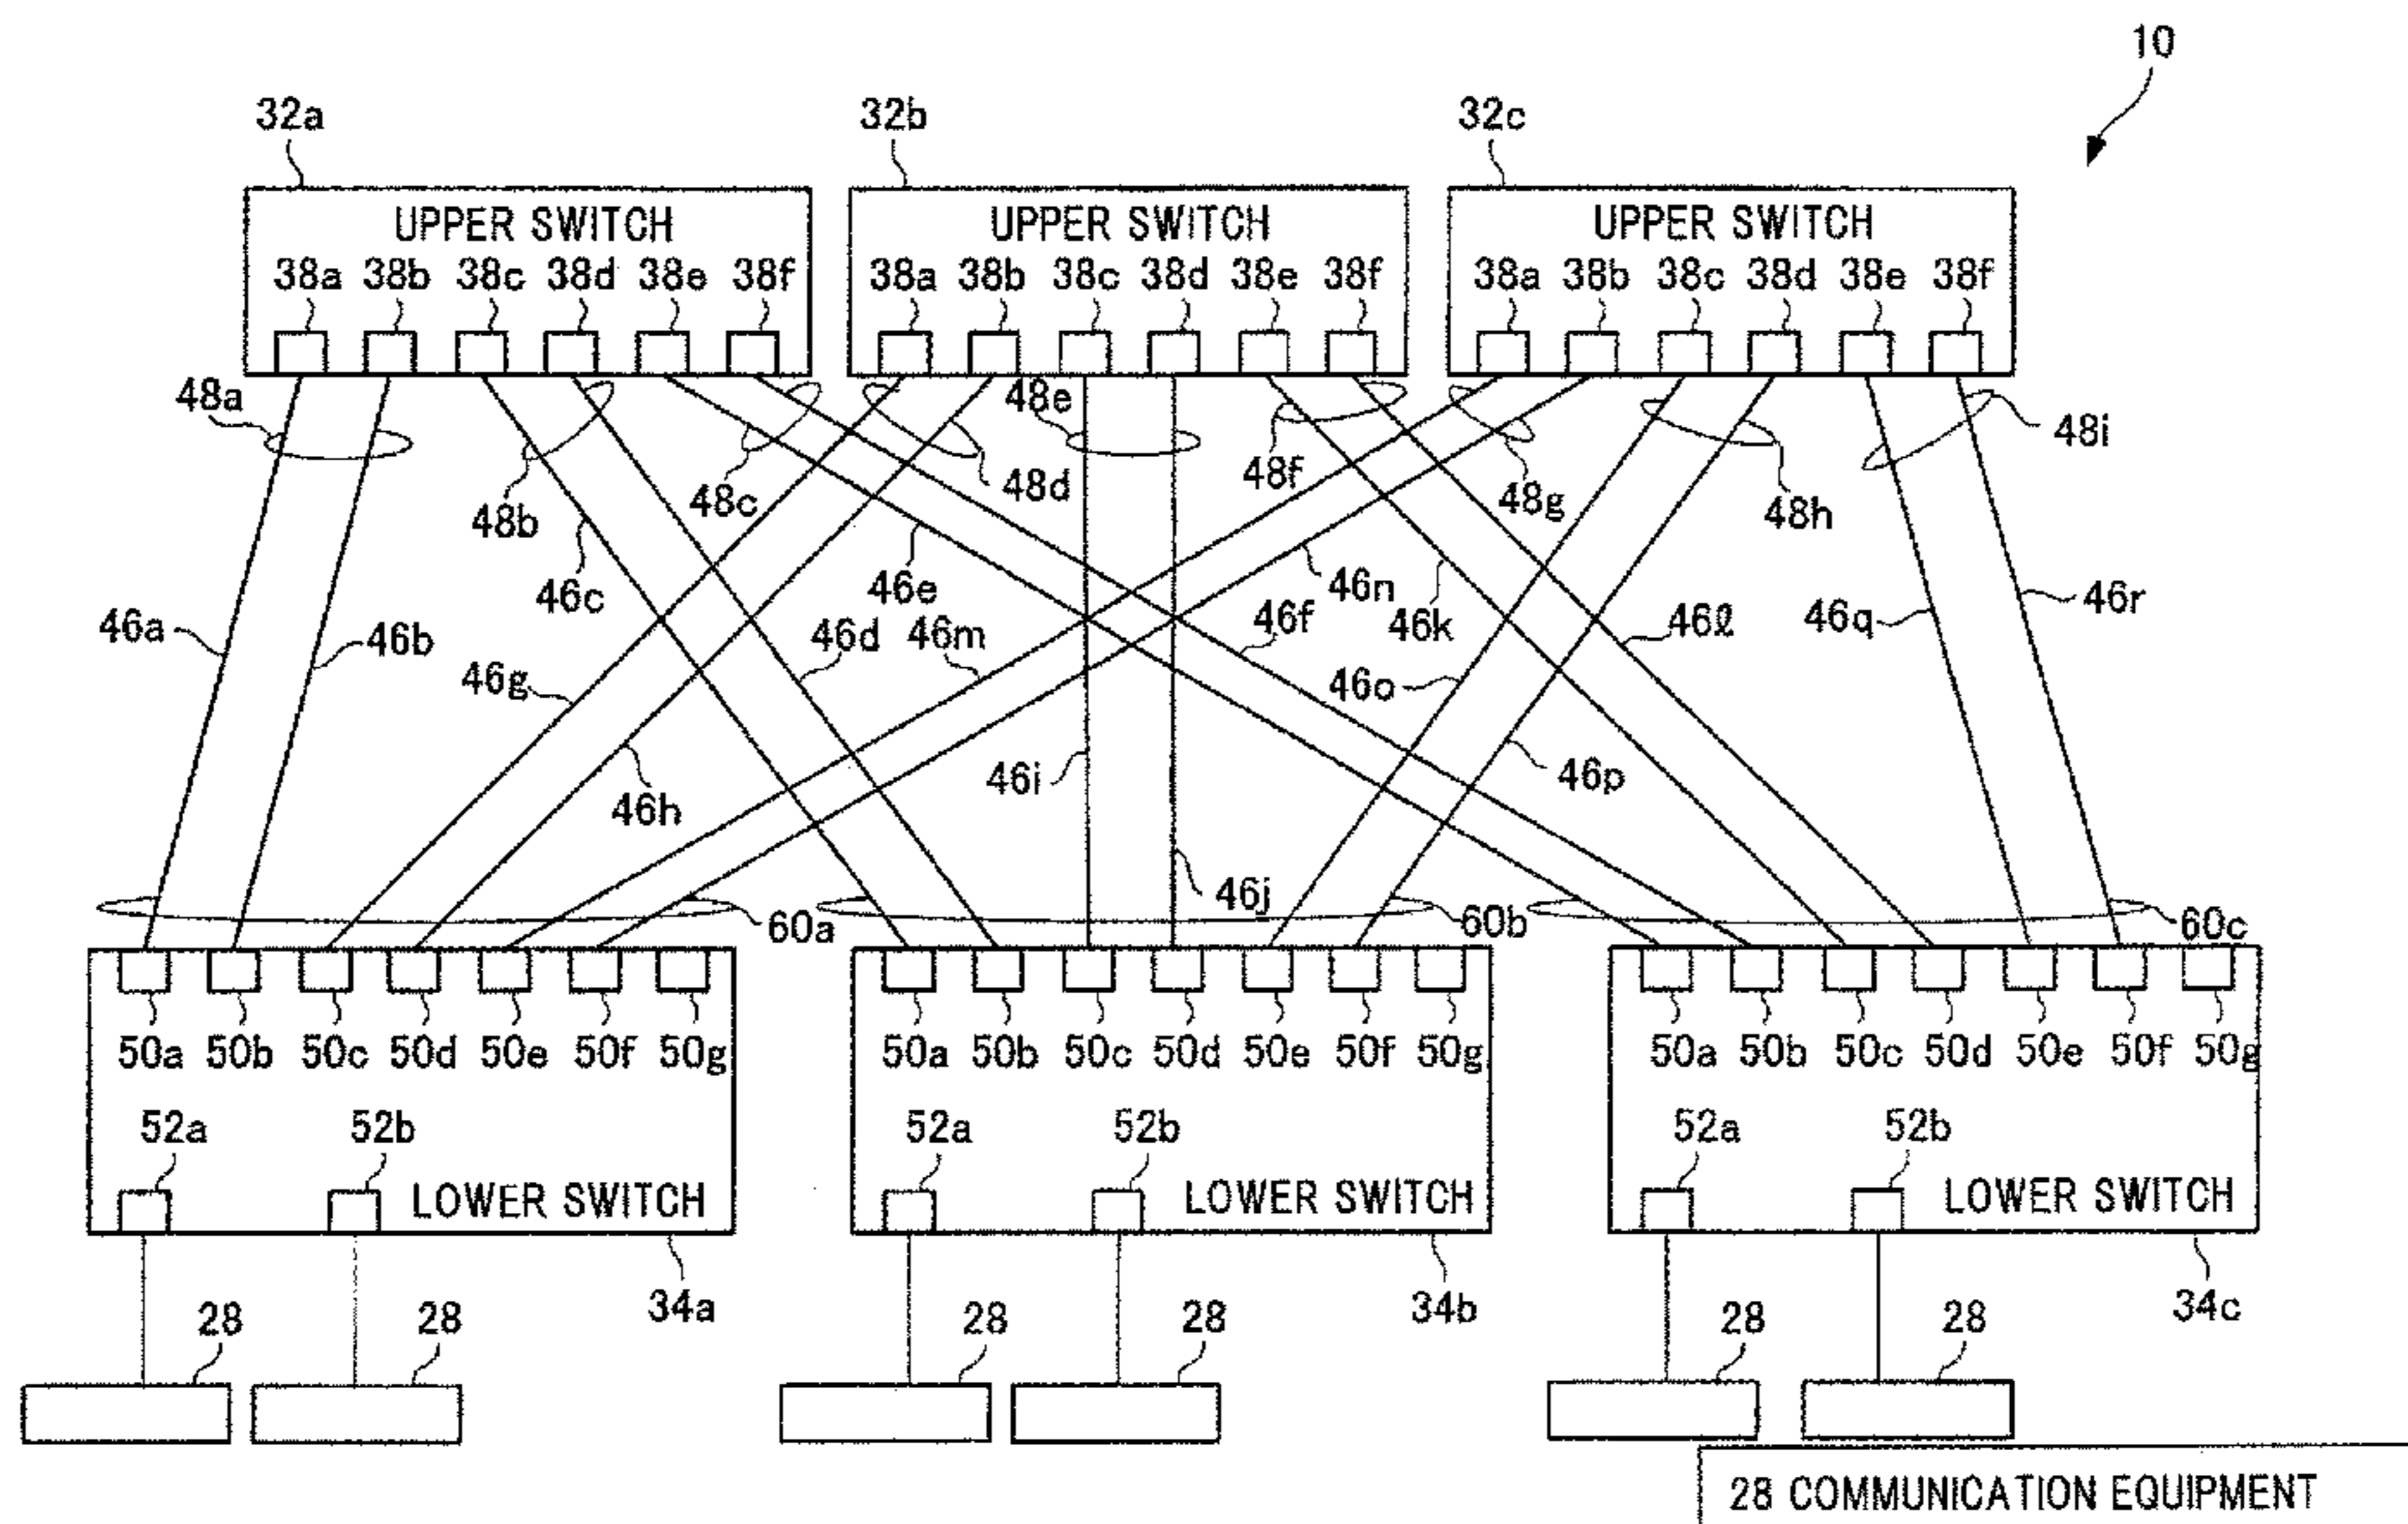 10
32a 32b 32c
UPPER SWITCH UPPER SWITCH UPPER SWITCH
38a 38b 38c 38d 38e 38f 38a 38b 38c 38d 38e 38f 38a 38b 38c 38d 38e 38f
48a 48b 48c 48d 48e 48f 48g 48h 48i
46a 46b 46c 46d 46e 46f 46g 46h 46i 46j 46k 46ℓ 46m 46n 46o 46p 46q 46r
60a 60b 60c
50a 50b 50c 50d 50e 50f 50g 50a 50b 50c 50d 50e 50f 50g 50a 50b 50c 50d 50e 50f 50g
52a 52b 52a 52b 52a 52b
LOWER SWITCH LOWER SWITCH LOWER SWITCH
34a 34b 34c
28 28 28 28 28 28
28 COMMUNICATION EQUIPMENT